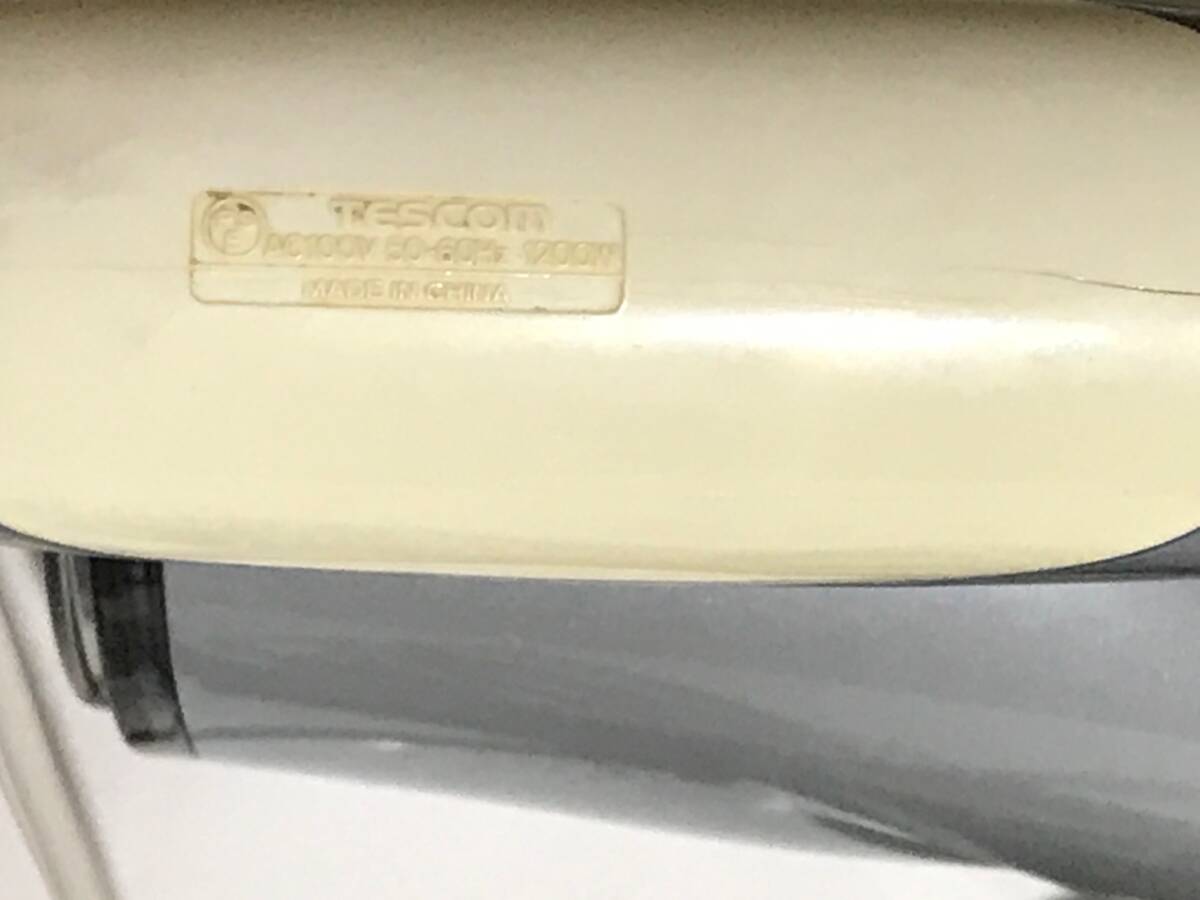 TESCOM
AC100V 50-60Hz 1200W
MADE IN CHINA